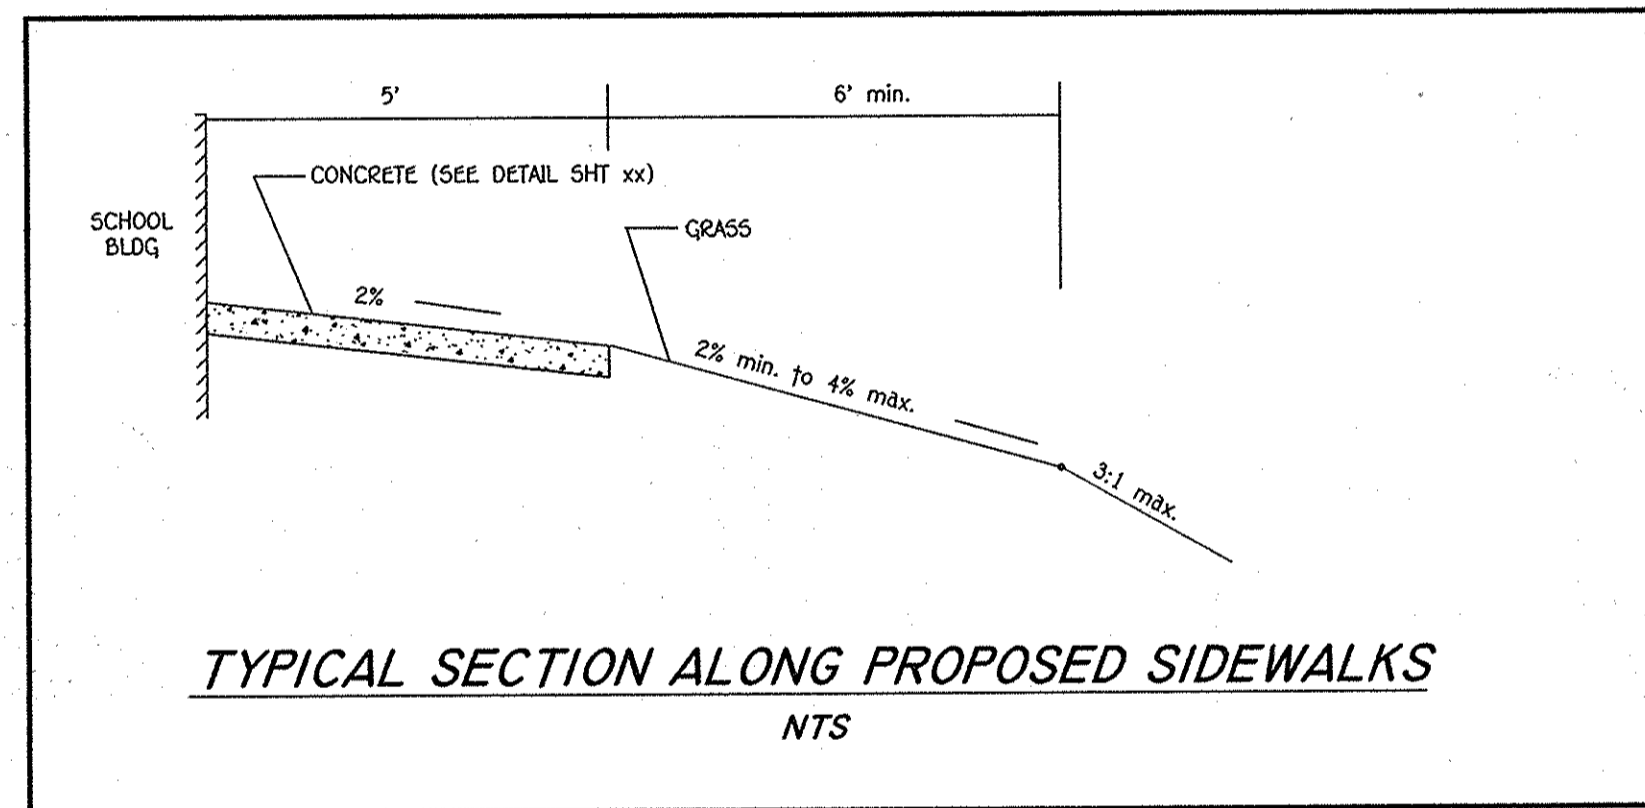 5'
6' min.
CONCRETE (SEE DETAIL SHT xx)
SCHOOL
BLDG
GRASS
2%
2% min. to 4% max.
3:1 max.
TYPICAL SECTION ALONG PROPOSED SIDEWALKS
NTS